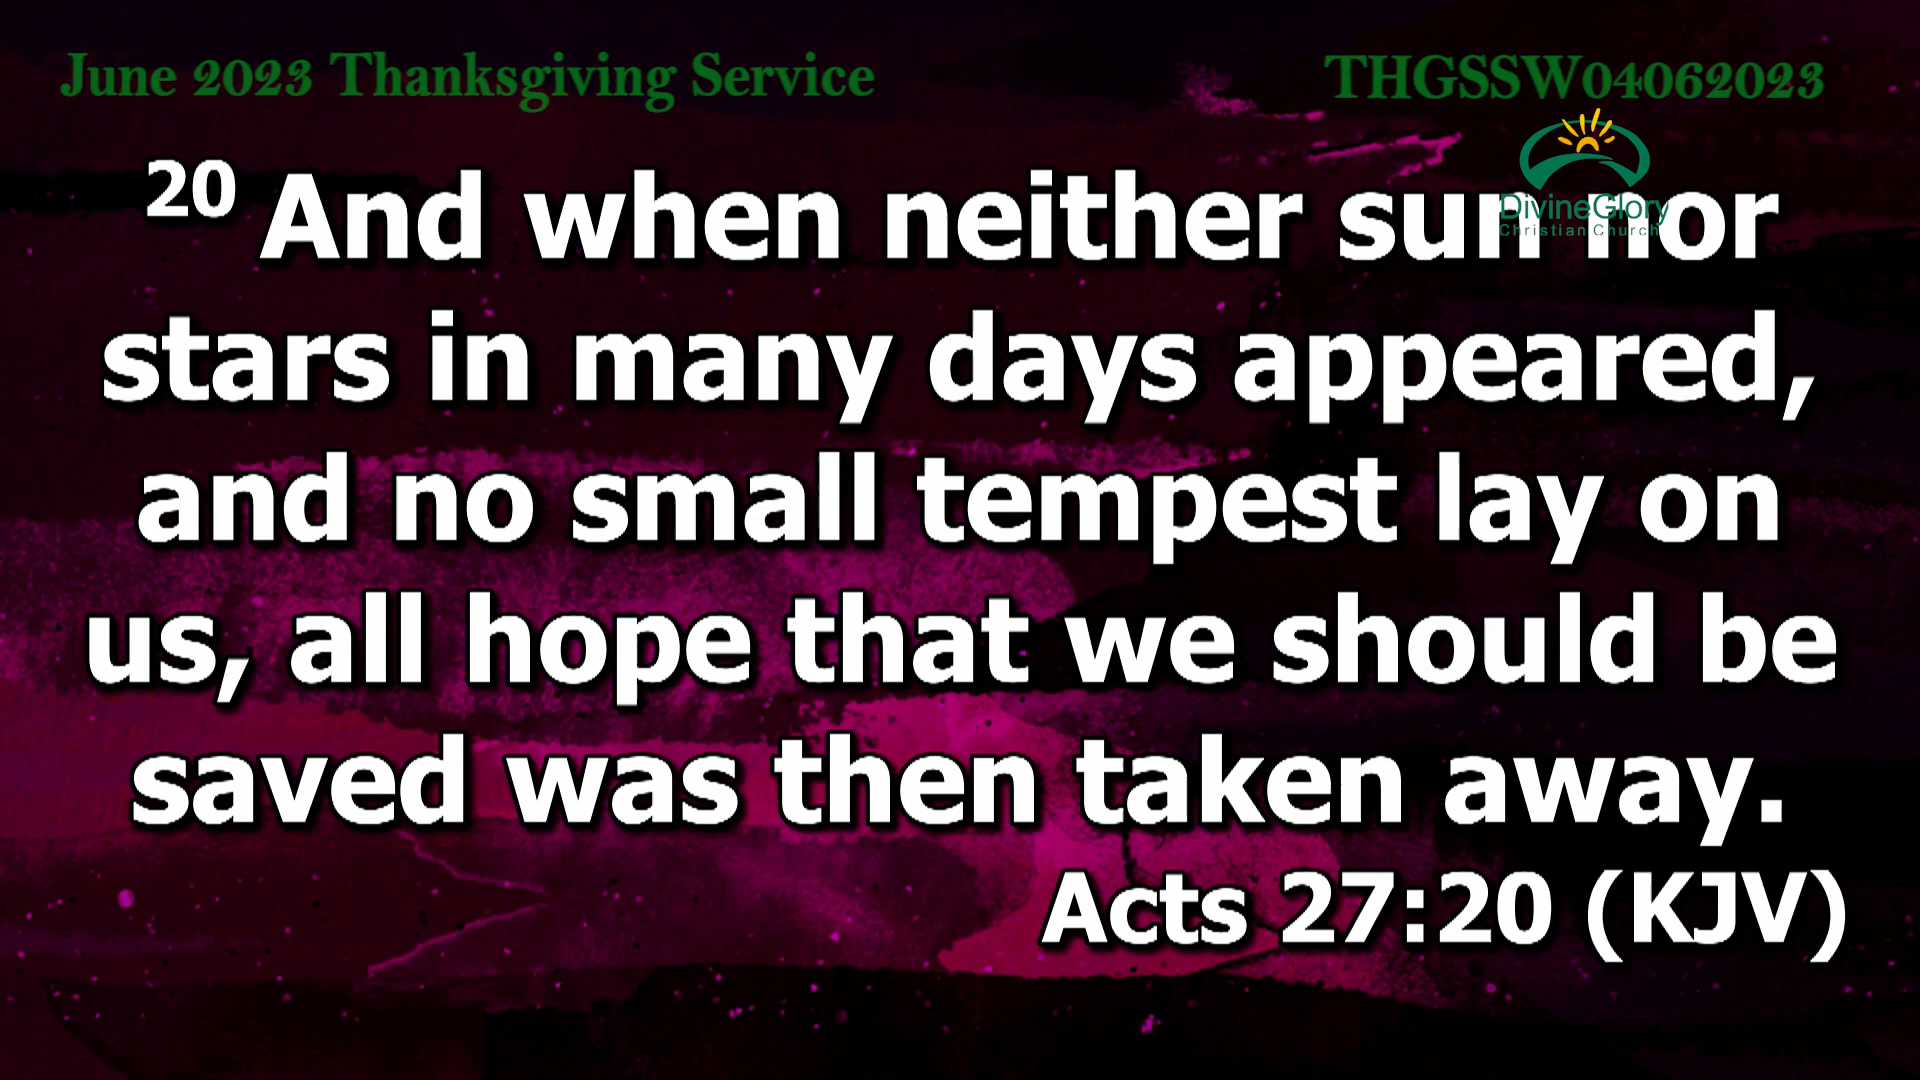 June 2023 Thanksgiving Service THGSSW04062023
DivineGlory
Christian Church
20 And when neither sun nor
stars in many days appeared,
and no small tempest lay on
us, all hope that we should be
saved was then taken away.
Acts 27:20 (KJV)